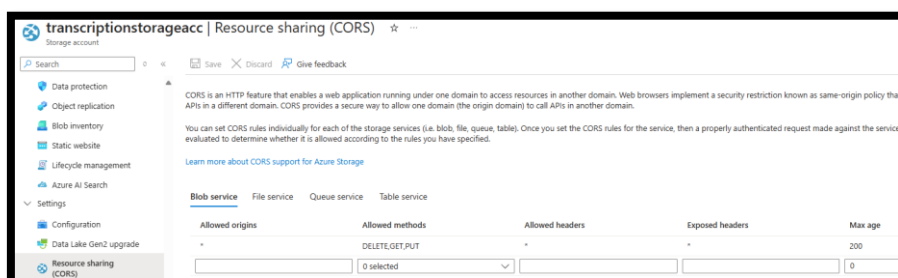 transcriptionstorageacc | Resource sharing (CORS)
Storage account
Search
Save Discard Give feedback
Data protection
Object replication
Blob inventory
Static website
Lifecycle management
Azure AI Search
Settings
Configuration
Data Lake Gen2 upgrade
Resource sharing
(CORS)
CORS is an HTTP feature that enables a web application running under one domain to access resources in another domain. Web browsers implement a security restriction known as same-origin policy tha
APIs in a different domain. CORS provides a secure way to allow one domain (the origin domain) to call APIs in another domain.
You can set CORS rules individually for each of the storage services (i.e. blob, file, queue, table). Once you set the CORS rules for the service, then a properly authenticated request made against the service
evaluated to determine whether it is allowed according to the rules you have specified.
Learn more about CORS support for Azure Storage
Blob service File service Queue service Table service
Allowed origins Allowed methods Allowed headers Exposed headers Max age
* DELETE,GET,PUT * * 200
0 selected 0